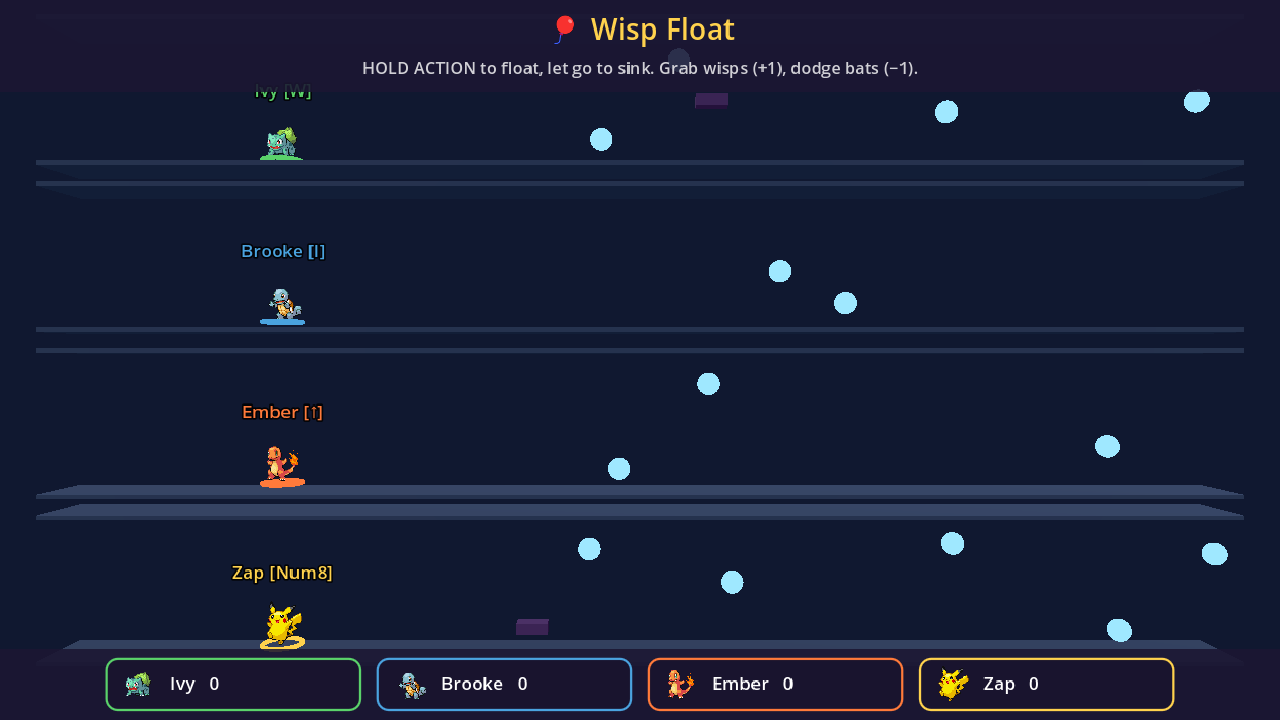 Wisp Float
HOLD ACTION to float, let go to sink. Grab wisps (+1), dodge bats (−1).
Ivy [W]
Brooke [I]
Ember [↑]
Zap [Num8]
Ivy 0
Brooke 0
Ember 0
Zap 0